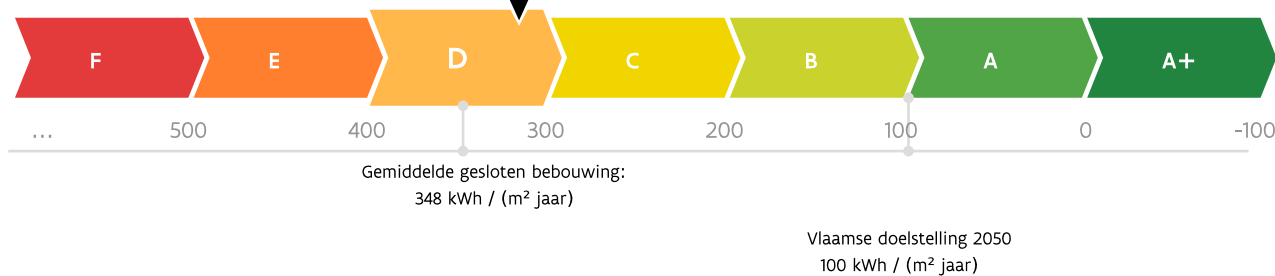 F E D C B A A+
... 500 400 300 200 100 0 -100
Gemiddelde gesloten bebouwing:
348 kWh / (m² jaar)
Vlaamse doelstelling 2050
100 kWh / (m² jaar)